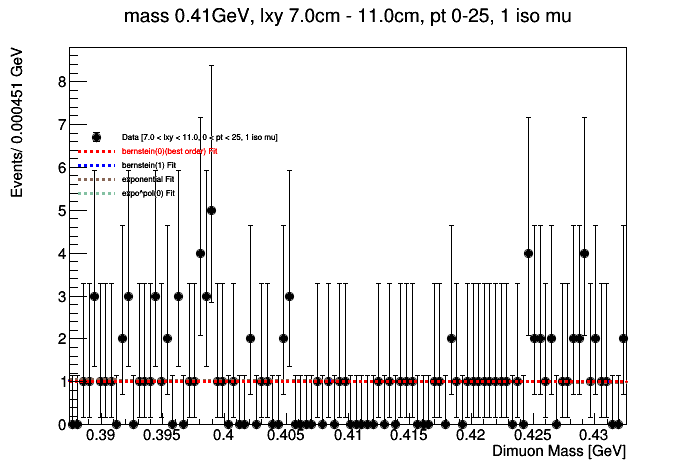 mass 0.41GeV, lxy 7.0cm - 11.0cm, pt 0-25, 1 iso mu
Events/ 0.000451 GeV
8
7
6
5
4
3
2
1
0
Data [7.0 < lxy < 11.0, 0 < pt < 25, 1 iso mu]
bernstein(0)(best order) Fit
bernstein(1) Fit
exponential Fit
expo*pol(0) Fit
0.39 0.395 0.4 0.405 0.41 0.415 0.42 0.425 0.43
Dimuon Mass [GeV]